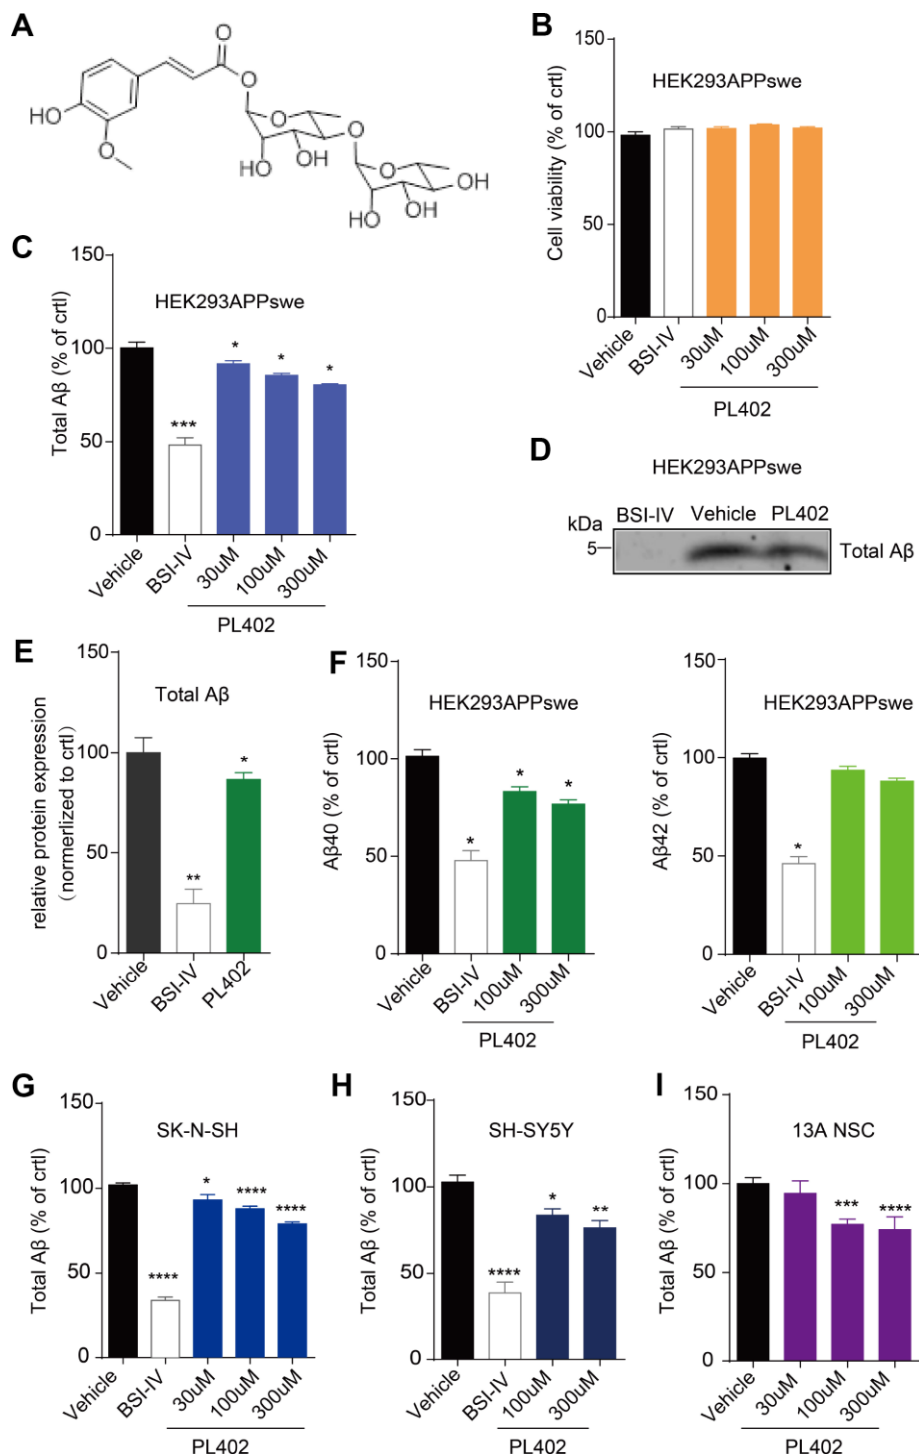 A
O
O
HO
O
O
O
O
HO
OH
O
OH
HO
OH
B
150
HEK293APPswe
100
50
0
Cell viability (% of crtl)
Vehicle
BSI-IV
30uM
100uM
300uM
PL402
C
150
HEK293APPswe
100
50
0
Total Aβ (% of crtl)
***
*
*
*
Vehicle
BSI-IV
30uM
100uM
300uM
PL402
D
HEK293APPswe
kDa
BSI-IV Vehicle PL402
5
Total Aβ
E
150
Total Aβ
100
50
0
relative protein expression
(normerlized to crtl)
**
*
Vehicle
BSI-IV
PL402
F
150
HEK293APPswe
100
50
0
Aβ40 (% of crtl)
*
*
*
Vehicle
BSI-IV
100uM
300uM
PL402
150
HEK293APPswe
100
50
0
Aβ42 (% of crtl)
*
Vehicle
BSI-IV
100uM
300uM
PL402
G
150
SK-N-SH
100
50
0
Total Aβ (% of crtl)
****
*
****
****
Vehicle
BSI-IV
30uM
100uM
300uM
PL402
H
150
SH-SY5Y
100
50
0
Total Aβ (% of crtl)
****
*
**
Vehicle
BSI-IV
100uM
300uM
PL402
I
150
13A NSC
100
50
0
Total Aβ (% of crtl)
***
****
Vehicle
30uM
100uM
300uM
PL402